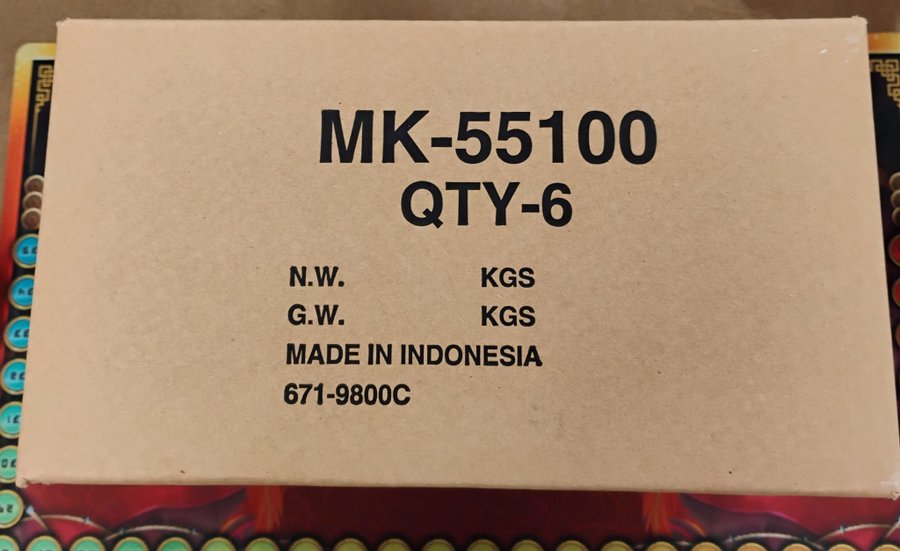 MK-55100
QTY-6
N.W. KGS
G.W. KGS
MADE IN INDONESIA
671-9800C